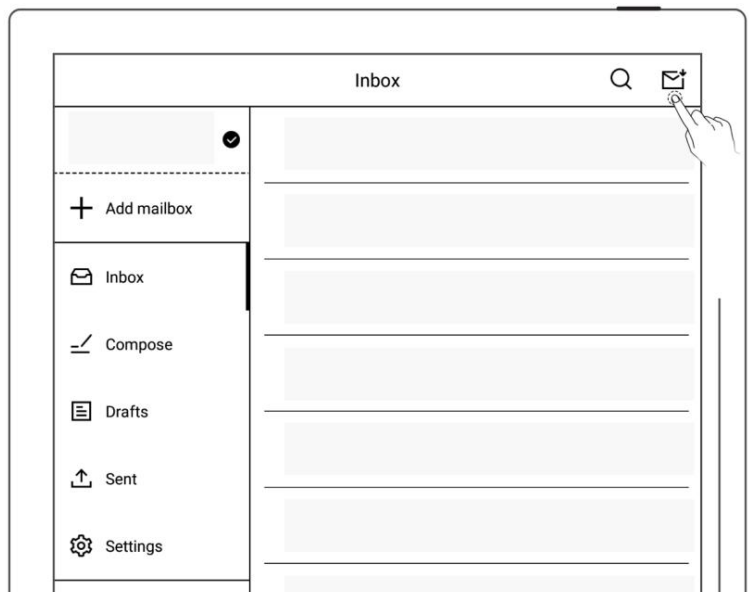 Inbox
Add mailbox
Inbox
Compose
Drafts
Sent
Settings